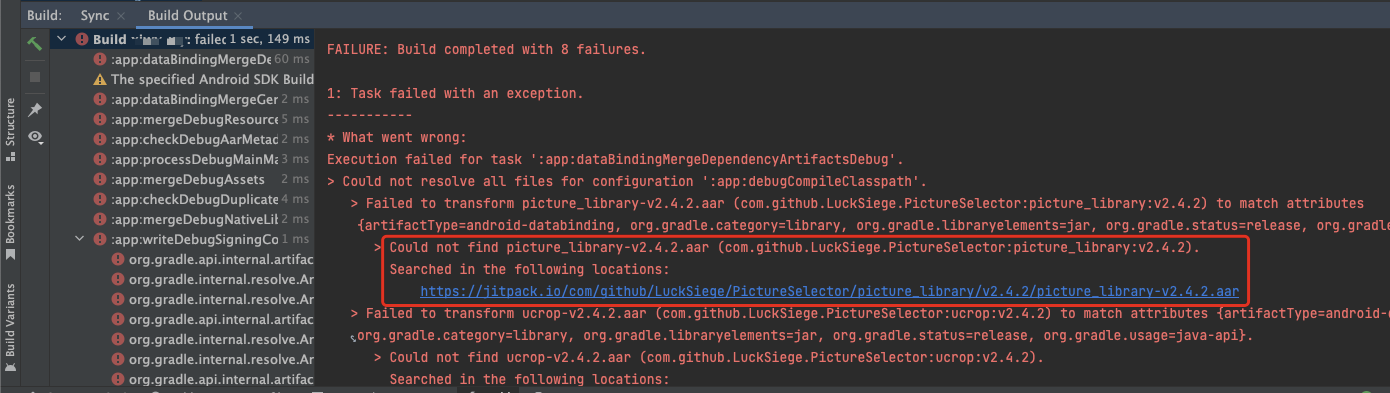 Build:
Sync ×
Build Output ×
Build : failed 1 sec, 149 ms
:app:dataBindingMergeDe 60 ms
The specified Android SDK Build
:app:dataBindingMergeGer 2 ms
:app:mergeDebugResource 5 ms
:app:checkDebugAarMetad 2 ms
:app:processDebugMainMa 3 ms
:app:mergeDebugAssets 2 ms
:app:checkDebugDuplicate 4 ms
:app:mergeDebugNativeLib 2 ms
:app:writeDebugSigningCo 1 ms
org.gradle.api.internal.artifac
org.gradle.internal.resolve.Ar
org.gradle.api.internal.artifac
org.gradle.internal.resolve.Ar
org.gradle.api.internal.artifac
org.gradle.internal.resolve.Ar
org.gradle.api.internal.artifac
FAILURE: Build completed with 8 failures.
1: Task failed with an exception.
-----------
* What went wrong:
Execution failed for task ':app:dataBindingMergeDependencyArtifactsDebug'.
> Could not resolve all files for configuration ':app:debugCompileClasspath'.
> Failed to transform picture_library-v2.4.2.aar (com.github.LuckSiege.PictureSelector:picture_library:v2.4.2) to match attributes
{artifactType=android-databinding, org.gradle.category=library, org.gradle.libraryelements=jar, org.gradle.status=release, org.gradl
> Could not find picture_library-v2.4.2.aar (com.github.LuckSiege.PictureSelector:picture_library:v2.4.2).
Searched in the following locations:
https://jitpack.io/com/github/LuckSiege/PictureSelector/picture_library/v2.4.2/picture_library-v2.4.2.aar
> Failed to transform ucrop-v2.4.2.aar (com.github.LuckSiege.PictureSelector:ucrop:v2.4.2) to match attributes {artifactType=android-
org.gradle.category=library, org.gradle.libraryelements=jar, org.gradle.status=release, org.gradle.usage=java-api}.
> Could not find ucrop-v2.4.2.aar (com.github.LuckSiege.PictureSelector:ucrop:v2.4.2).
Searched in the following locations:
Structure
Bookmarks
Build Variants